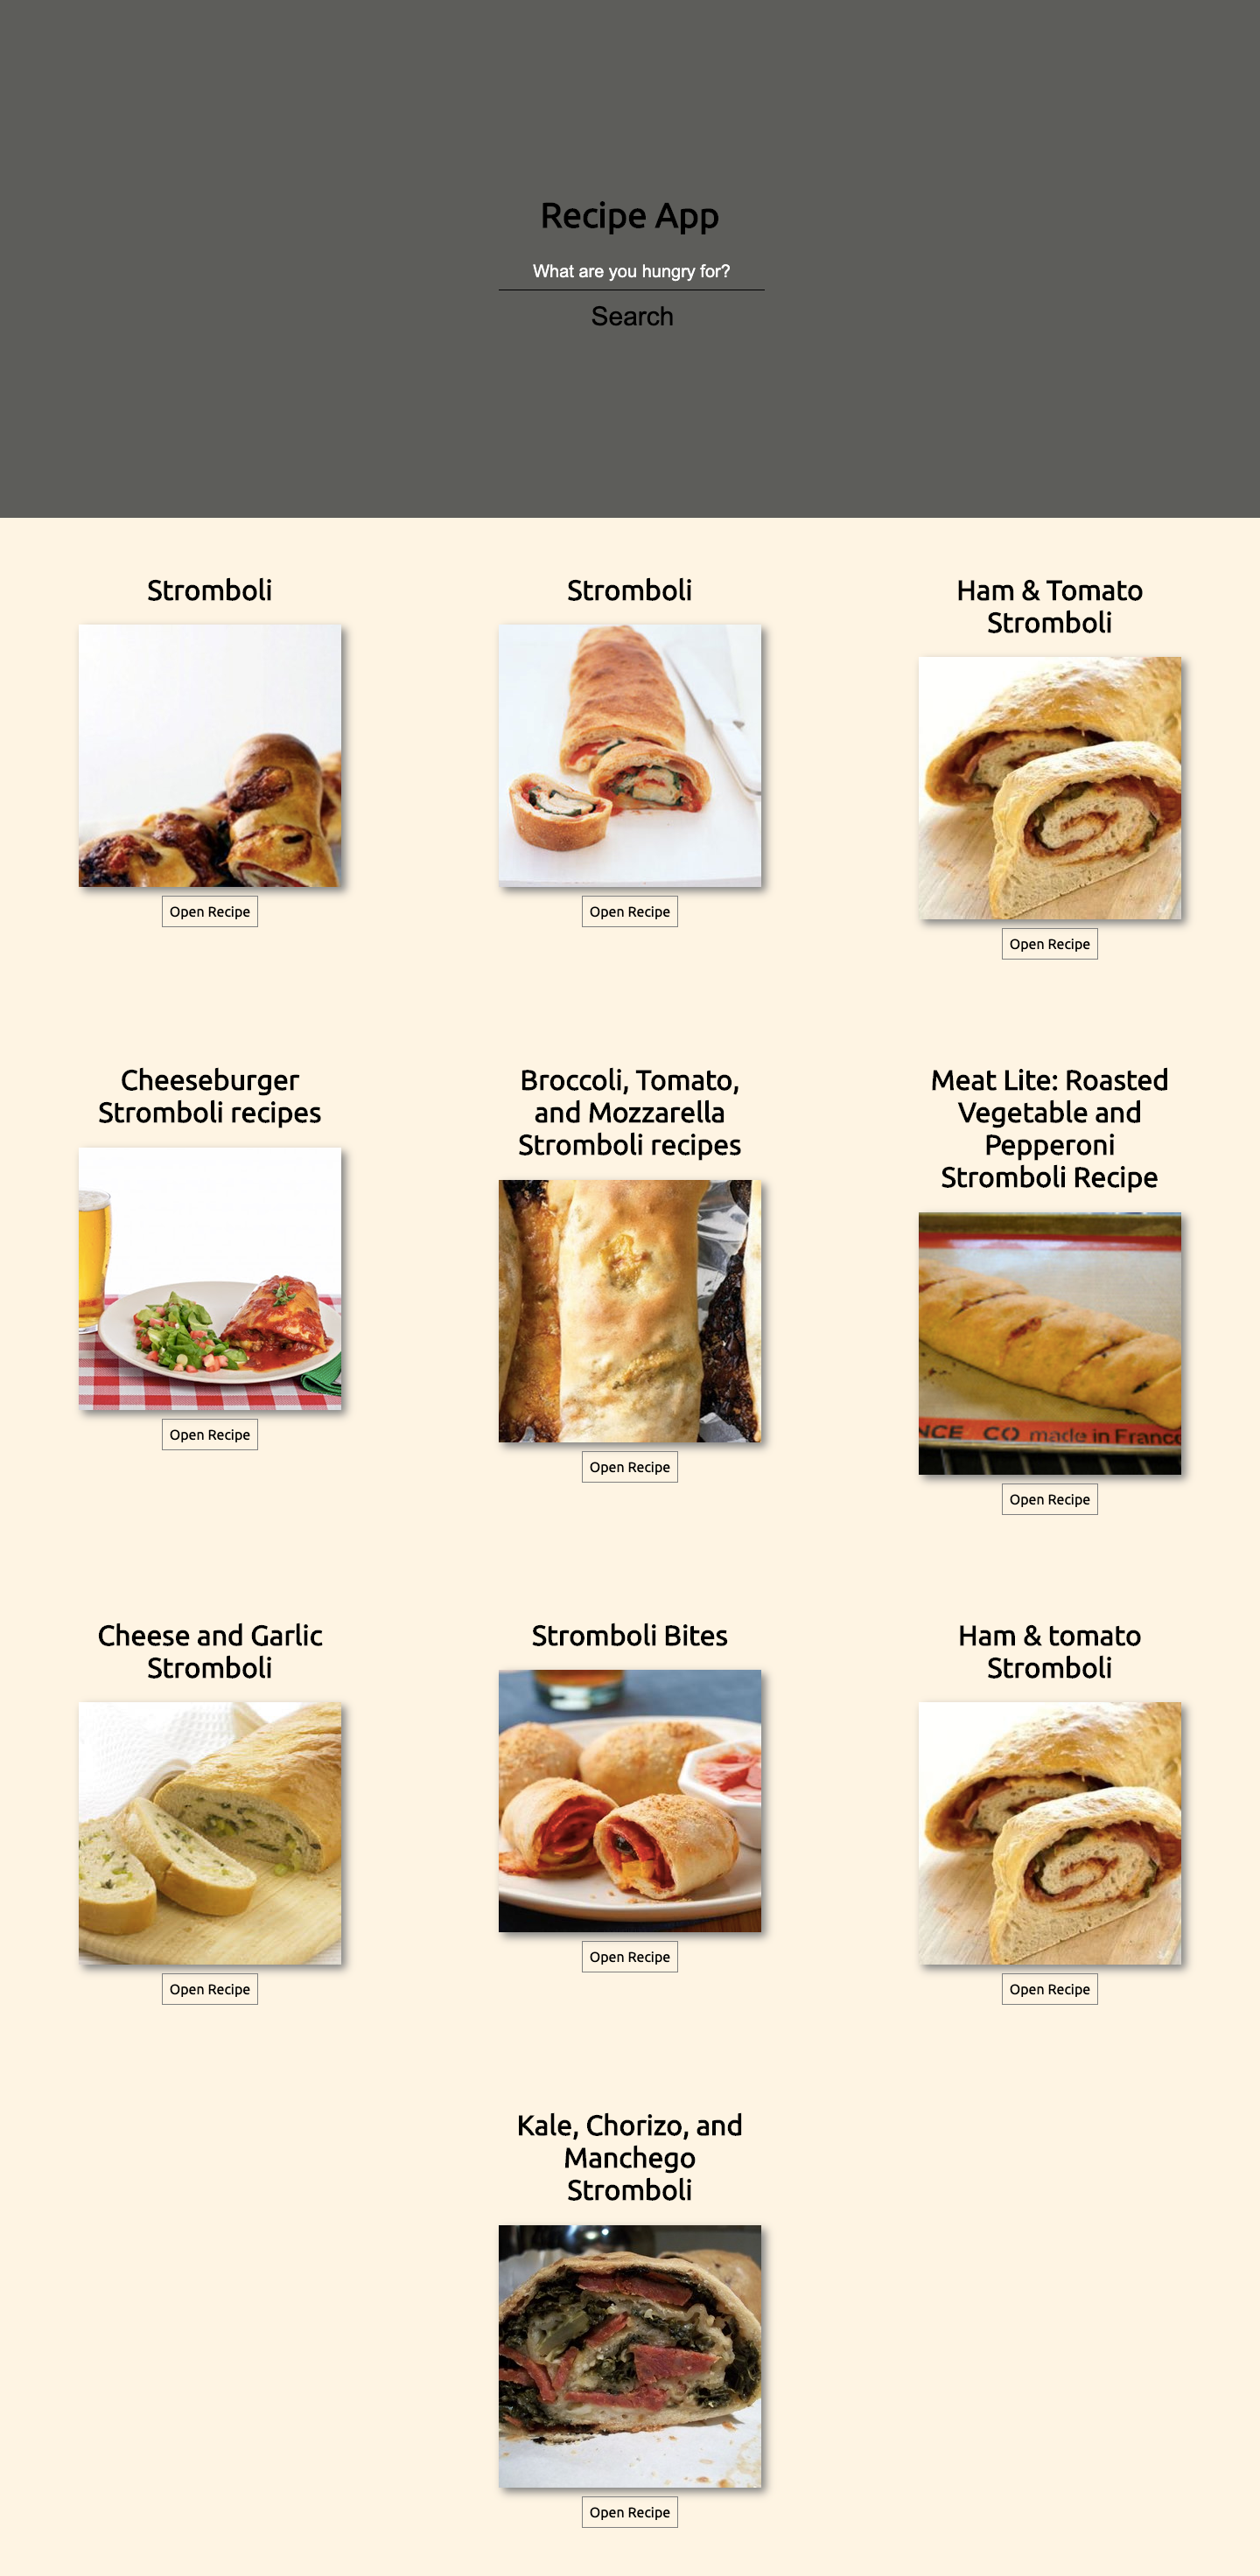 Recipe App
What are you hungry for?
Search
Stromboli
Open Recipe
Stromboli
Open Recipe
Ham & Tomato
Stromboli
Open Recipe
Cheeseburger
Stromboli recipes
Open Recipe
Broccoli, Tomato,
and Mozzarella
Stromboli recipes
Open Recipe
Meat Lite: Roasted
Vegetable and
Pepperoni
Stromboli Recipe
NCE CO made in Franc
Open Recipe
Cheese and Garlic
Stromboli
Open Recipe
Stromboli Bites
Open Recipe
Ham & tomato
Stromboli
Open Recipe
Kale, Chorizo, and
Manchego
Stromboli
Open Recipe